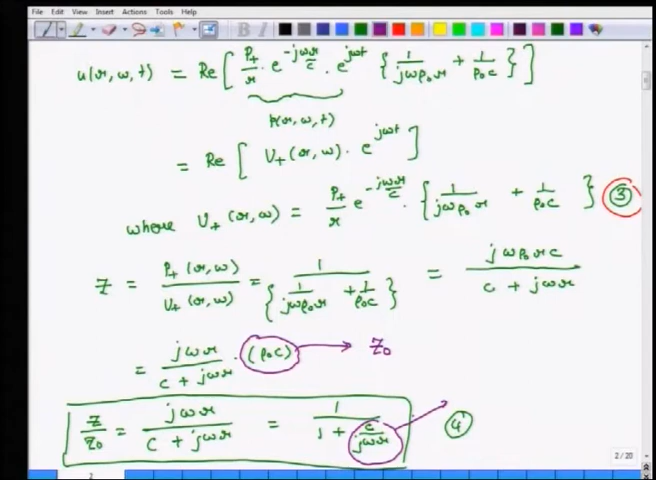 File Edit View Insert Actions Tools Help
u(r, ω, t) = Re[ P₊/r · e^(-jωr/c) · e^(jωt) { 1/(jωρ₀r) + 1/(ρ₀c) } ]
p(r, ω, t)
= Re[ U₊(r, ω) · e^(jωt) ]
where U₊(r, ω) = P₊/r e^(-jωr/c) · { 1/(jωρ₀r) + 1/(ρ₀c) } ③
Z = P₊(r, ω)/U₊(r, ω) = 1/{ 1/(jωρ₀r) + 1/(ρ₀c) } = jωρ₀rc/(c + jωr)
= jωr/(c + jωr) · (ρ₀c) → Z₀
Z/Z₀ = jωr/(c + jωr) = 1/(1 + c/(jωr)) ④
2 / 20
2